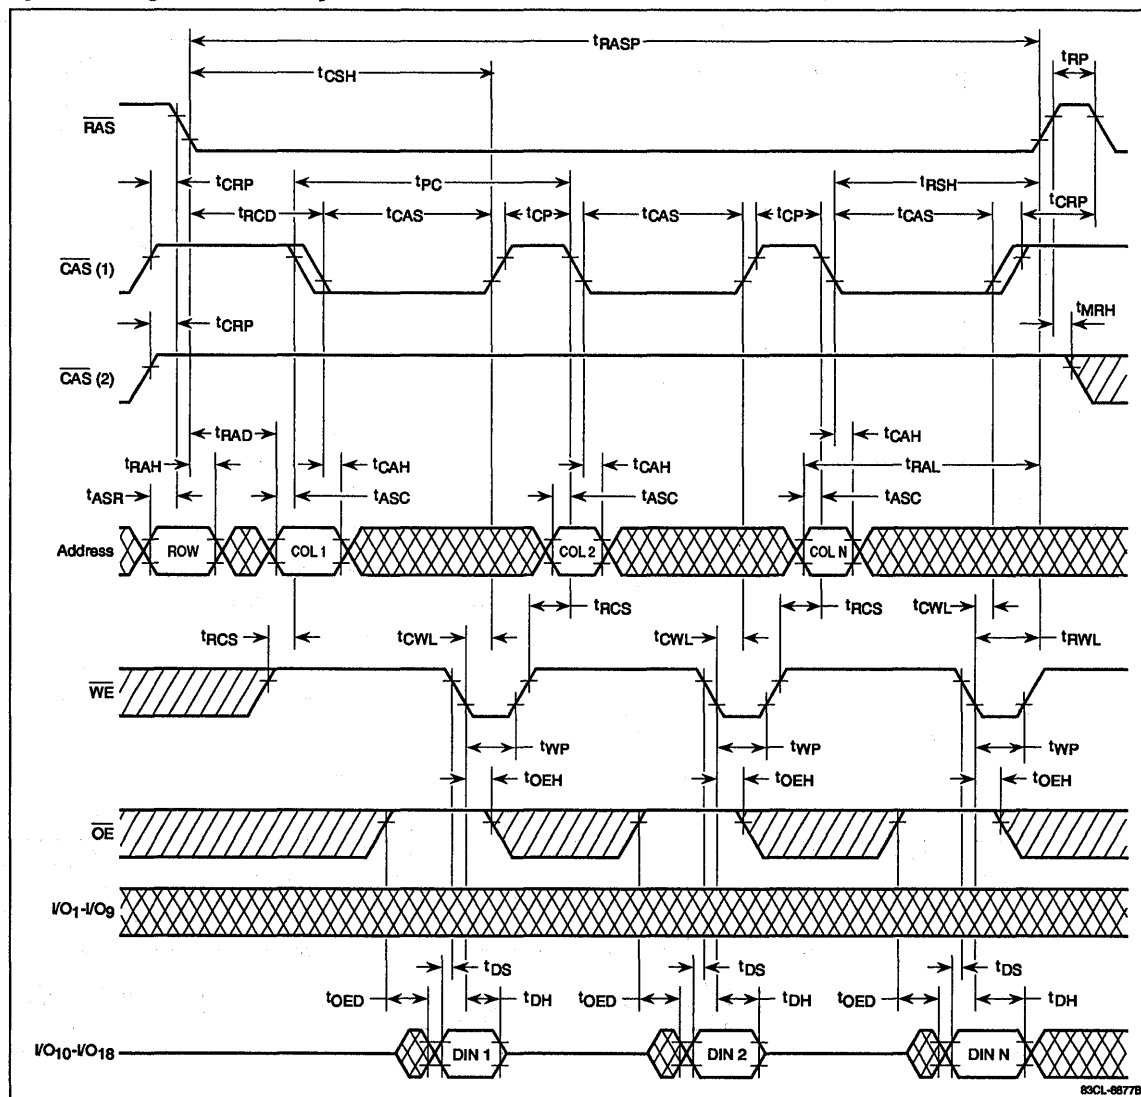 tRASP
tCSH
tRP
RAS
tCRP
tPC
tRSH
tRCD
tCAS
tCP
tCAS
tCP
tCAS
tCRP
CAS (1)
tCRP
tMRH
CAS (2)
tRAD
tCAH
tRAH
tCAH
tCAH
tRAL
tASR
tASC
tASC
tASC
Address
ROW
COL 1
COL 2
COL N
tRCS
tRCS
tCWL
tRCS
tCWL
tCWL
tRWL
WE
tWP
tWP
tWP
tOEH
tOEH
tOEH
OE
I/O1-I/O9
tDS
tDS
tDS
tOED
tDH
tOED
tDH
tOED
tDH
I/O10-I/O18
DIN 1
DIN 2
DIN N
83CL-8877B